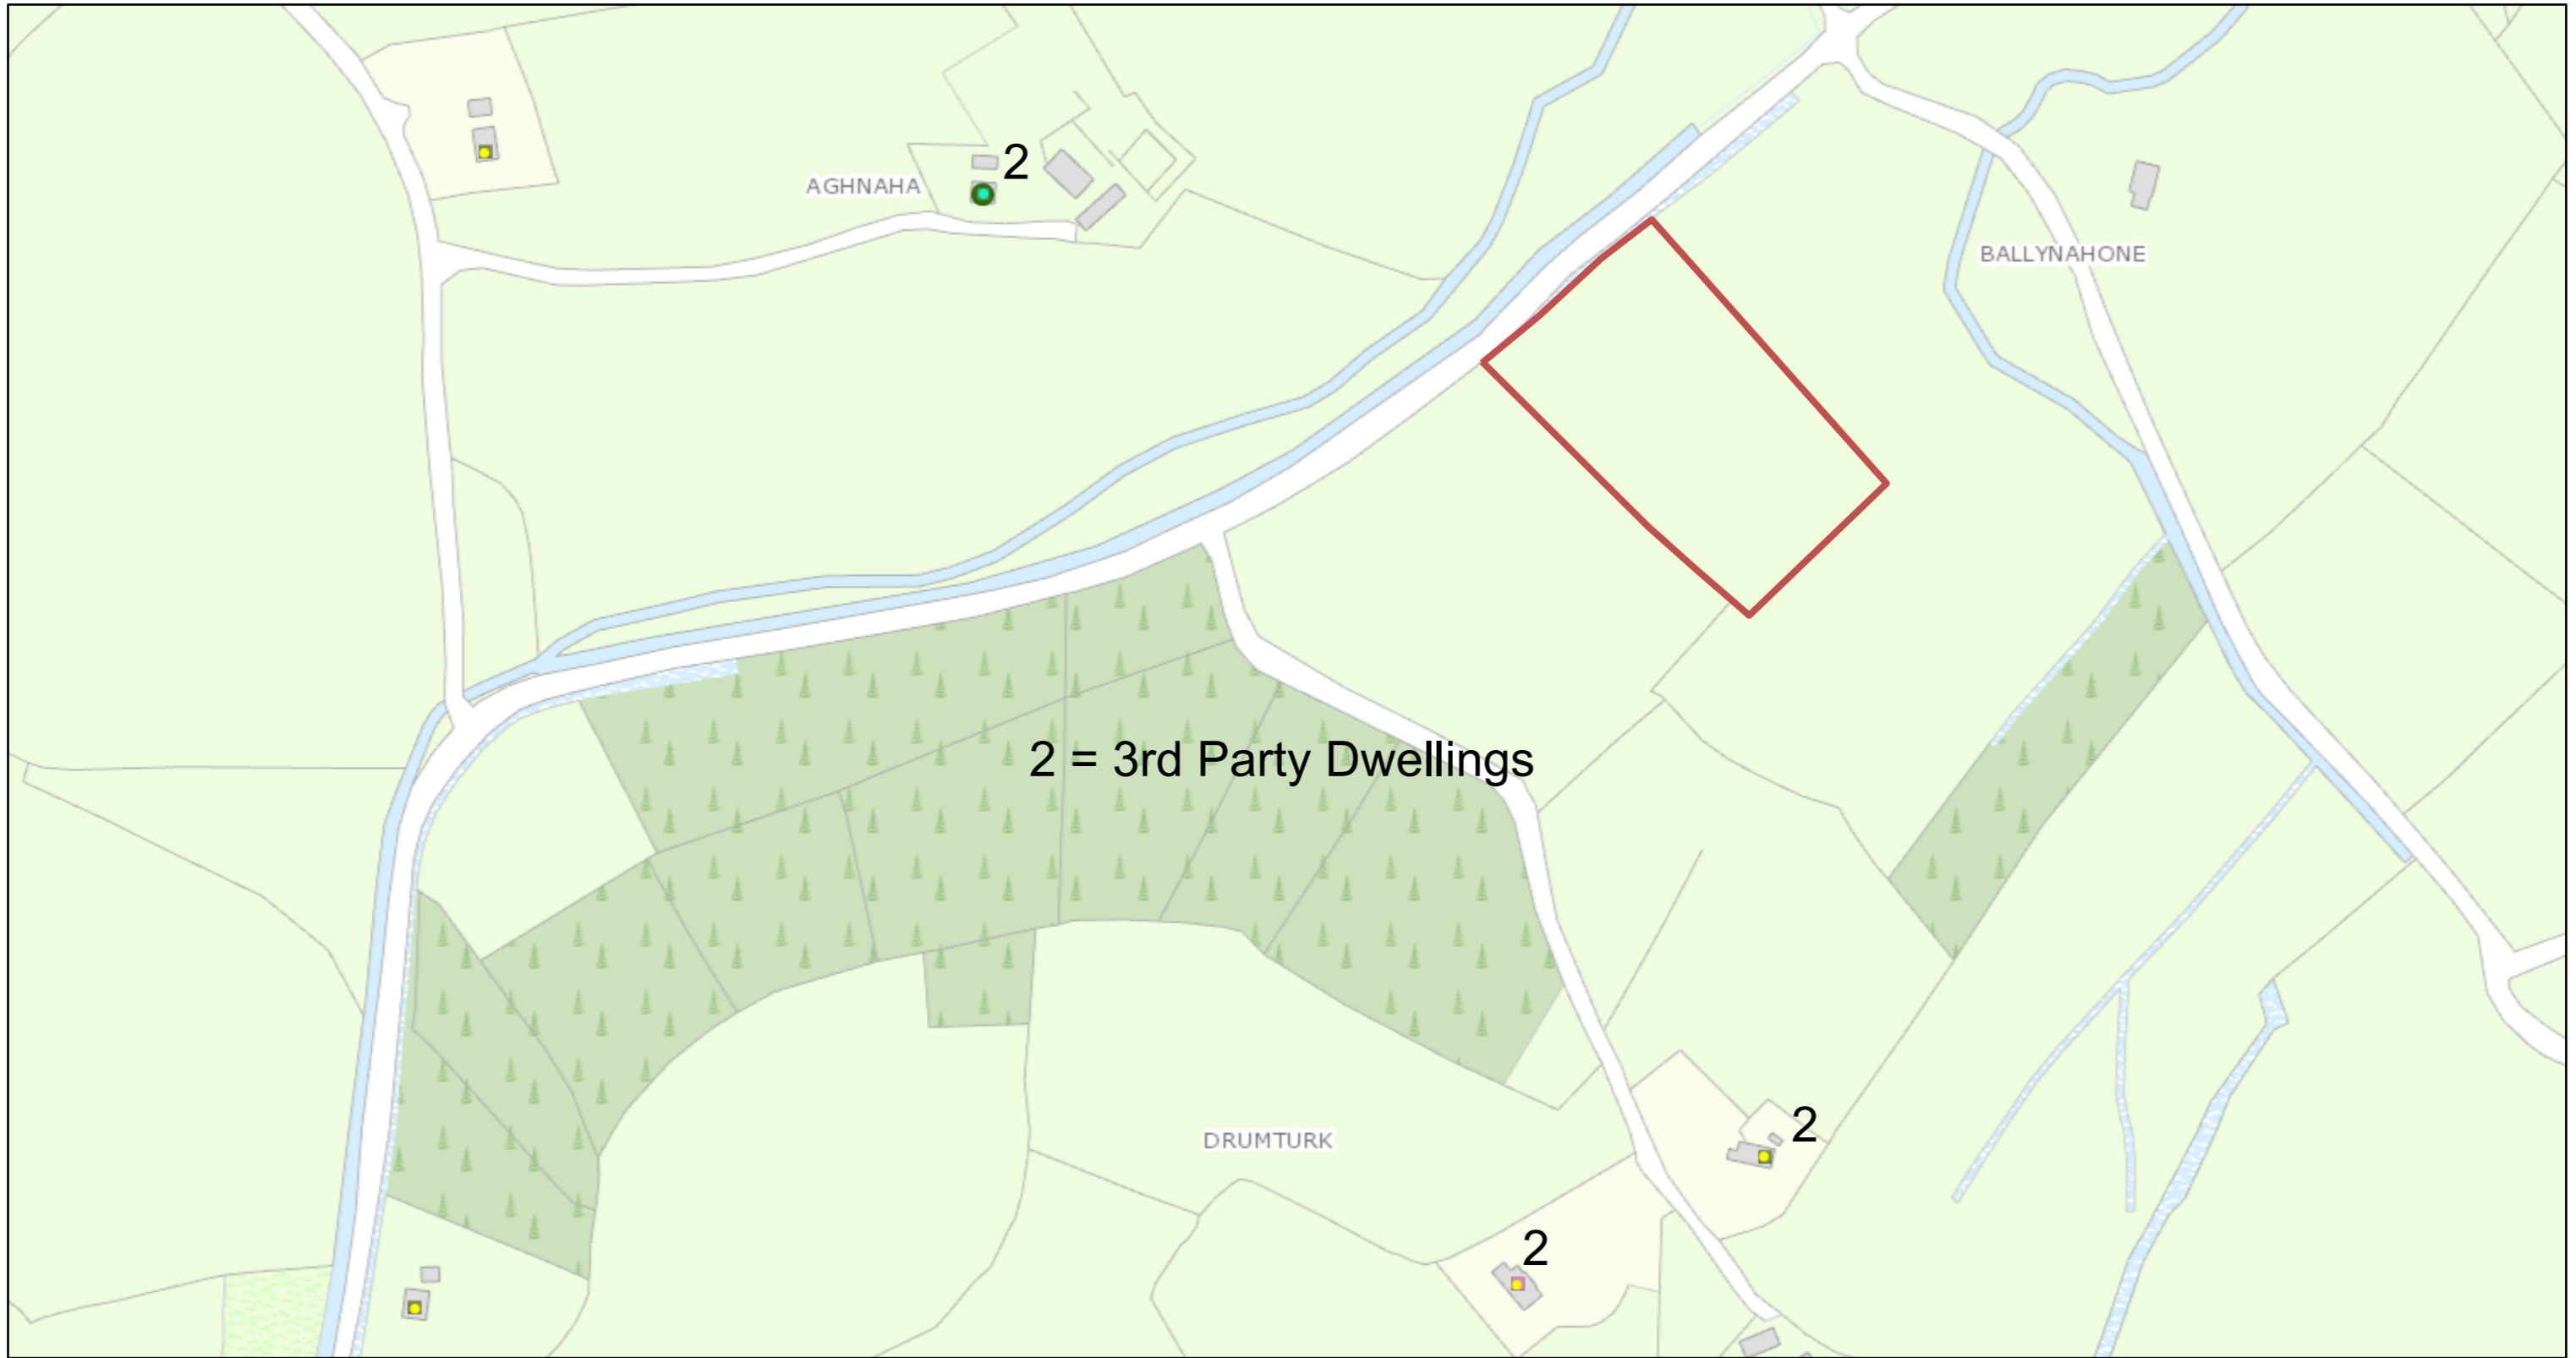 2
AGHNAHA
BALLYNAHONE
2 = 3rd Party Dwellings
DRUMTURK
2
2